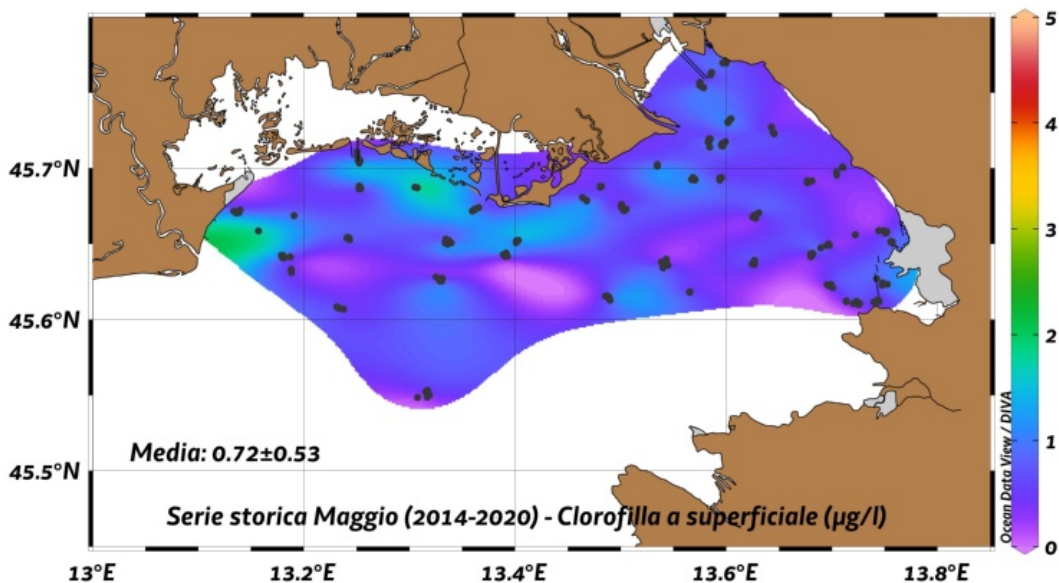 5
4
3
2
1
0
45.7°N
45.6°N
45.5°N
Media: 0.72±0.53
Serie storica Maggio (2014-2020) - Clorofilla a superficiale (µg/l)
Ocean Data View / DIVA
13°E
13.2°E
13.4°E
13.6°E
13.8°E